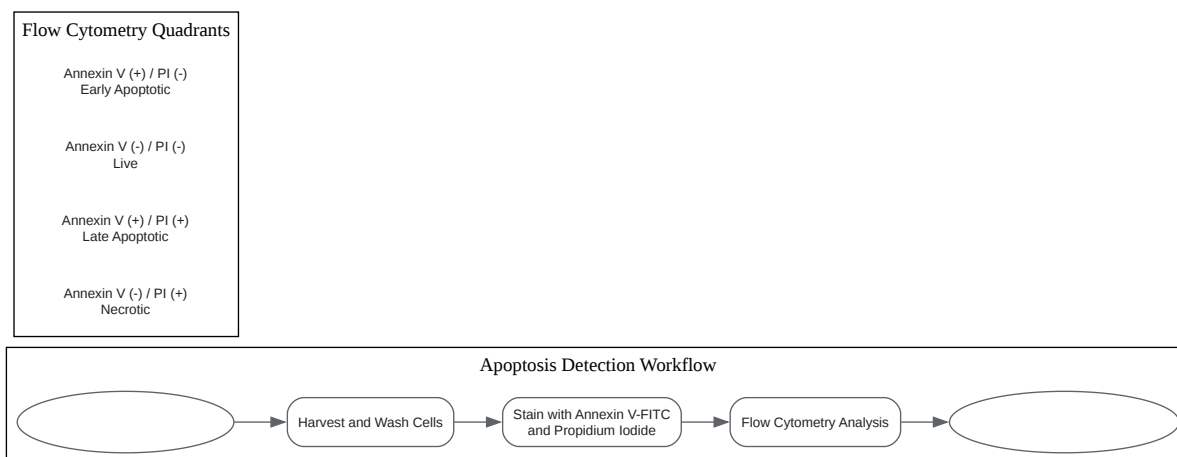 Flow Cytometry Quadrants
Annexin V (+) / PI (-)
Early Apoptotic
Annexin V (-) / PI (-)
Live
Annexin V (+) / PI (+)
Late Apoptotic
Annexin V (-) / PI (+)
Necrotic
Apoptosis Detection Workflow
Harvest and Wash Cells
Stain with Annexin V-FITC
and Propidium Iodide
Flow Cytometry Analysis